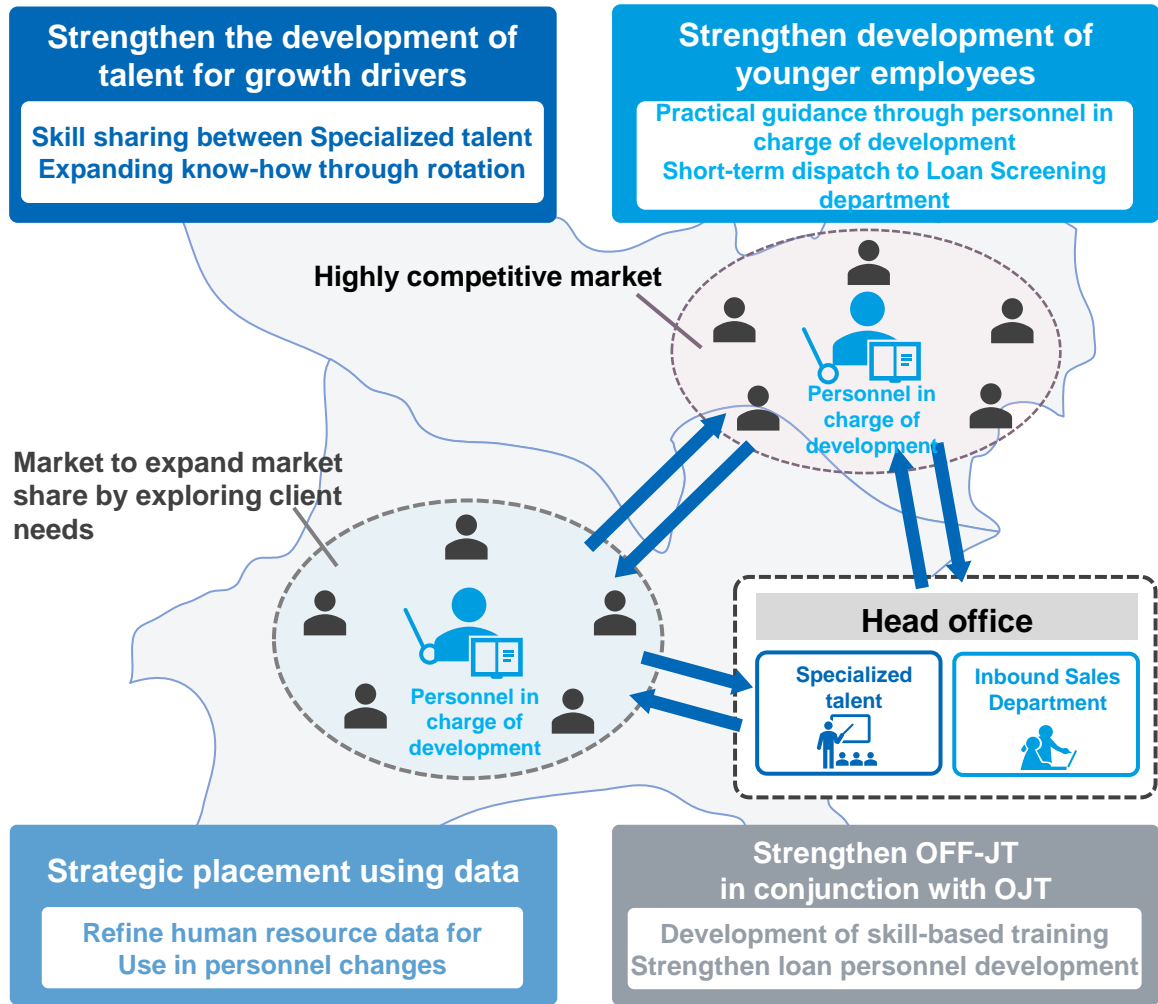 Strengthen the development of
talent for growth drivers
Skill sharing between Specialized talent
Expanding know-how through rotation
Strengthen development of
younger employees
Practical guidance through personnel in
charge of development
Short-term dispatch to Loan Screening
department
Highly competitive market
Personnel in
charge of
development
Market to expand market
share by exploring client
needs
Personnel in
charge of
development
Head office
Specialized
talent
Inbound Sales
Department
Strategic placement using data
Refine human resource data for
Use in personnel changes
Strengthen OFF-JT
in conjunction with OJT
Development of skill-based training
Strengthen loan personnel development